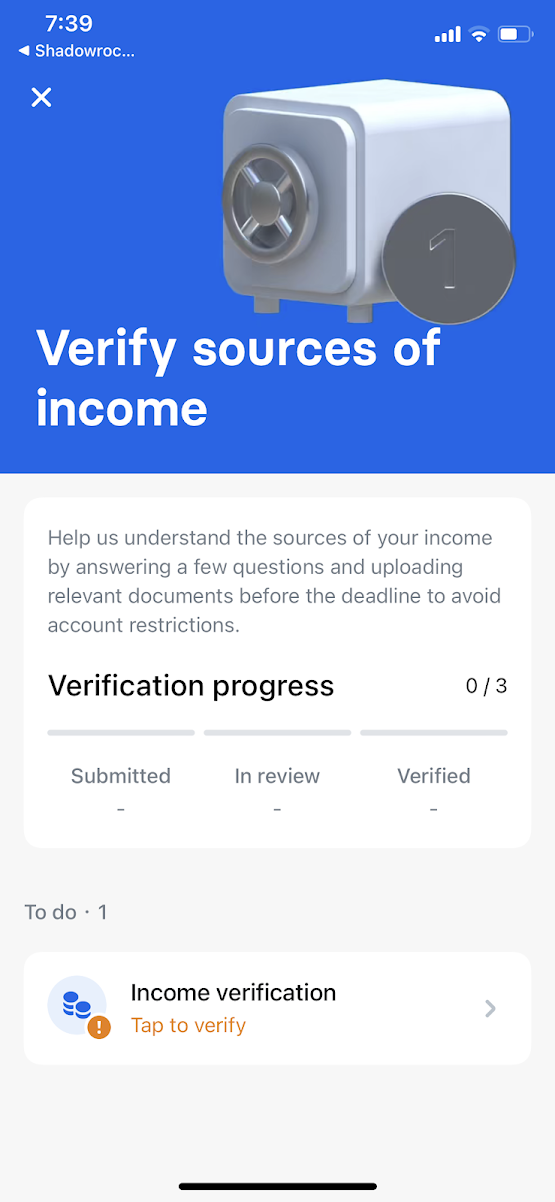 7:39
◀ Shadowroc...
1
Verify sources of
income
Help us understand the sources of your income
by answering a few questions and uploading
relevant documents before the deadline to avoid
account restrictions.
Verification progress 0 / 3
Submitted In review Verified
- - -
To do · 1
Income verification
!
Tap to verify